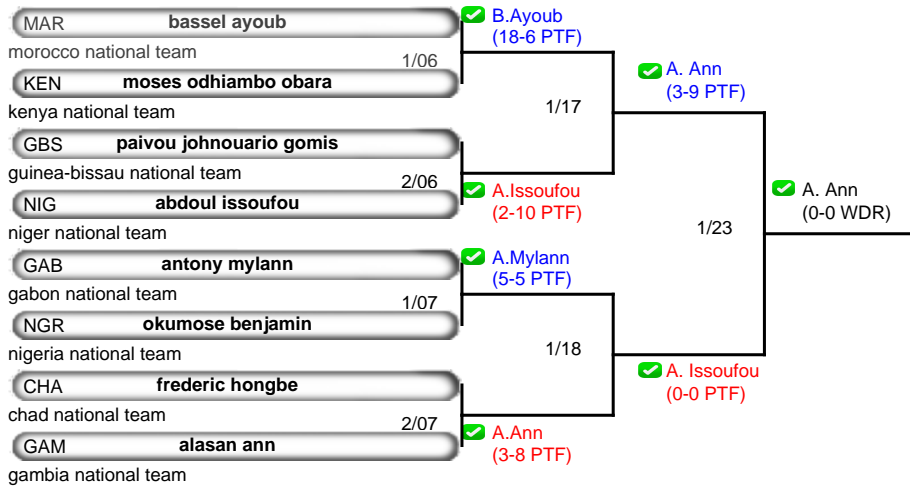 MAR bassel ayoub
morocco national team
1/06
KEN moses odhiambo obara
kenya national team
GBS paivou johnouario gomis
guinea-bissau national team
2/06
NIG abdoul issoufou
niger national team
GAB antony mylann
gabon national team
1/07
NGR okumose benjamin
nigeria national team
CHA frederic hongbe
chad national team
2/07
GAM alasan ann
gambia national team
B.Ayoub
(18-6 PTF)
1/17
A.Issoufou
(2-10 PTF)
A.Mylann
(5-5 PTF)
1/18
A.Ann
(3-8 PTF)
A. Ann
(3-9 PTF)
1/23
A. Issoufou
(0-0 PTF)
A. Ann
(0-0 WDR)